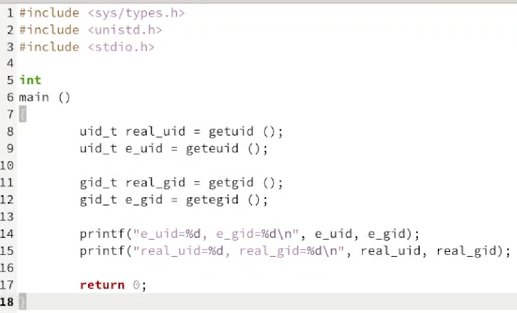 1 #include <sys/types.h>
2 #include <unistd.h>
3 #include <stdio.h>
4
5 int
6 main ()
7 {
8         uid_t real_uid = getuid ();
9         uid_t e_uid = geteuid ();
10
11         gid_t real_gid = getgid ();
12         gid_t e_gid = getegid ();
13
14         printf("e_uid=%d, e_gid=%d\n", e_uid, e_gid);
15         printf("real_uid=%d, real_gid=%d\n", real_uid, real_gid);
16
17         return 0;
18 }